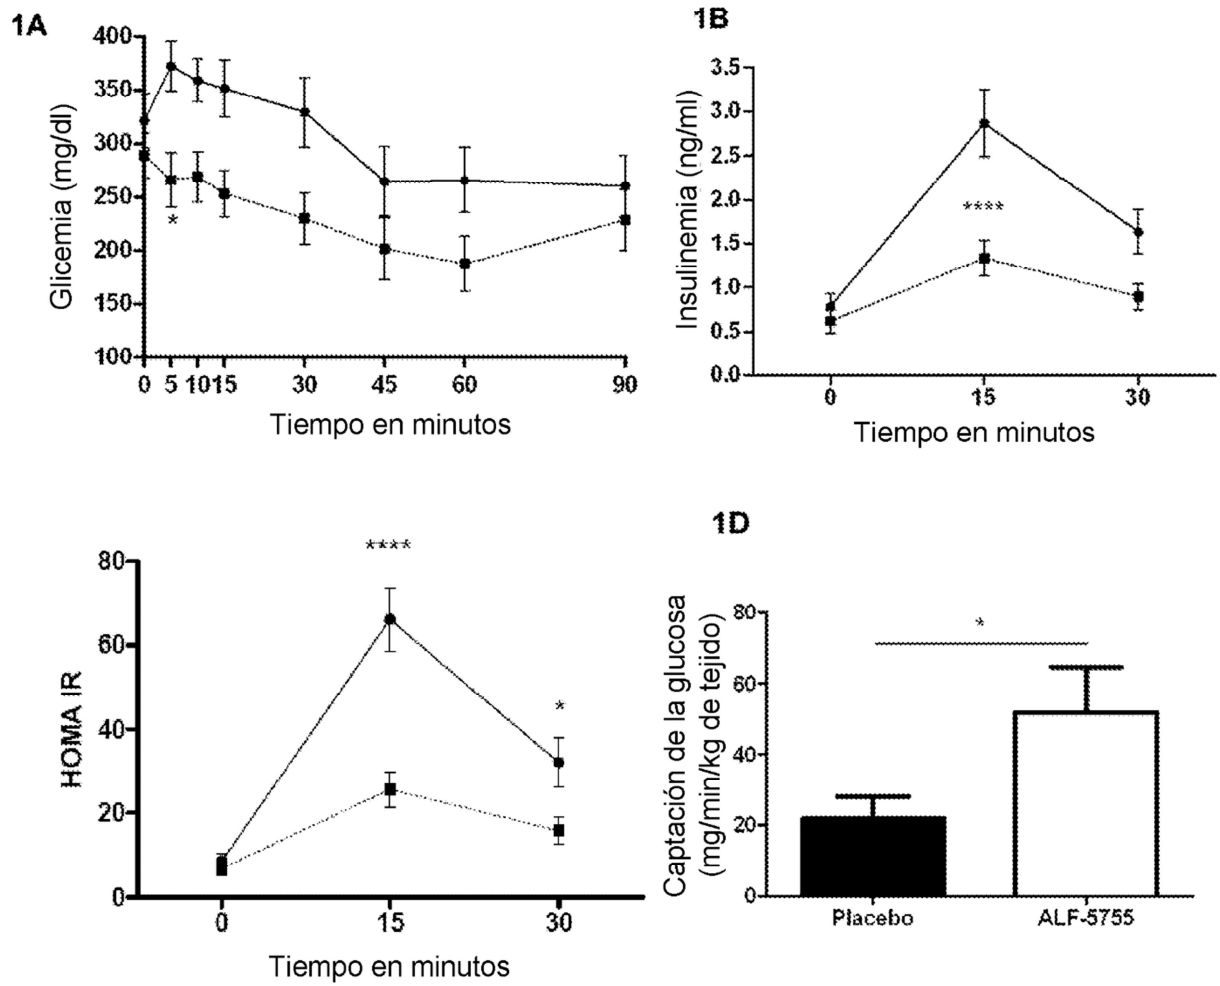 1A
400
350
300
250
200
150
100
Glicemia (mg/dl)
*
0 5 10 15 30 45 60 90
Tiempo en minutos
1B
3.5
3.0
2.5
2.0
1.5
1.0
0.5
0.0
Insulinemia (ng/ml)
****
0 15 30
Tiempo en minutos
80
60
40
20
0
HOMA IR
****
*
0 15 30
Tiempo en minutos
1D
80
60
40
20
0
Captación de la glucosa
(mg/min/kg de tejido)
*
Placebo ALF-5755